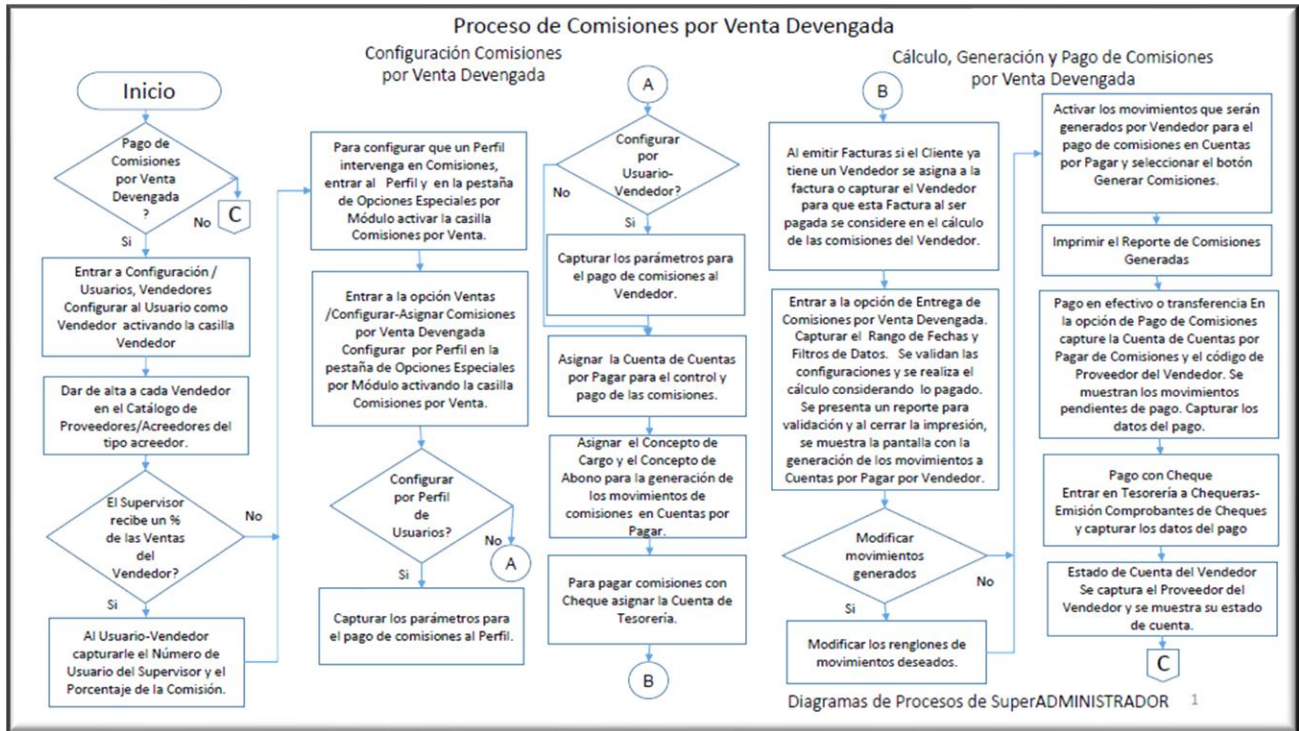 Proceso de Comisiones por Venta Devengada
Configuración Comisiones
por Venta Devengada
Cálculo, Generación y Pago de Comisiones
por Venta Devengada
Inicio
Pago de
Comisiones
por Venta
Devengada
?
No
C
Si
Entrar a Configuración /
Usuarios, Vendedores
Configurar al Usuario como
Vendedor activando la casilla
Vendedor
Dar de alta a cada Vendedor
en el Catálogo de
Proveedores/Acreedores del
tipo acreedor.
El Supervisor
recibe un %
de las Ventas
del
Vendedor?
No
Si
Al Usuario-Vendedor
capturarle el Número de
Usuario del Supervisor y el
Porcentaje de la Comisión.
Para configurar que un Perfil
intervenga en Comisiones,
entrar al Perfil y en la pestaña
de Opciones Especiales por
Módulo activar la casilla
Comisiones por Venta.
Entrar a la opción Ventas
/Configurar-Asignar Comisiones
por Venta Devengada
Configurar por Perfil en la
pestaña de Opciones Especiales
por Módulo activando la casilla
Comisiones por Venta.
Configurar
por Perfil
de
Usuarios?
No
A
Si
Capturar los parámetros para
el pago de comisiones al Perfil.
A
Configurar
por
Usuario-
Vendedor?
No
Si
Capturar los parámetros para
el pago de comisiones al
Vendedor.
Asignar la Cuenta de Cuentas
por Pagar para el control y
pago de las comisiones.
Asignar el Concepto de
Cargo y el Concepto de
Abono para la generación de
los movimientos de
comisiones en Cuentas por
Pagar.
Para pagar comisiones con
Cheque asignar la Cuenta de
Tesorería.
B
B
Al emitir Facturas si el Cliente ya
tiene un Vendedor se asigna a la
factura o capturar el Vendedor
para que esta Factura al ser
pagada se considere en el cálculo
de las comisiones del Vendedor.
Entrar a la opción de Entrega de
Comisiones por Venta Devengada.
Capturar el Rango de Fechas y
Filtros de Datos. Se validan las
configuraciones y se realiza el
cálculo considerando lo pagado.
Se presenta un reporte para
validación y al cerrar la impresión,
se muestra la pantalla con la
generación de los movimientos a
Cuentas por Pagar por Vendedor.
Modificar
movimientos
generados
No
Si
Modificar los renglones de
movimientos deseados.
Activar los movimientos que serán
generados por Vendedor para el
pago de comisiones en Cuentas
por Pagar y seleccionar el botón
Generar Comisiones.
Imprimir el Reporte de Comisiones
Generadas
Pago en efectivo o transferencia En
la opción de Pago de Comisiones
capture la Cuenta de Cuentas por
Pagar de Comisiones y el código de
Proveedor del Vendedor. Se
muestran los movimientos
pendientes de pago. Capturar los
datos del pago.
Pago con Cheque
Entrar en Tesorería a Chequeras-
Emisión Comprobantes de Cheques
y capturar los datos del pago
Estado de Cuenta del Vendedor
Se captura el Proveedor del
Vendedor y se muestra su estado
de cuenta.
C
Diagramas de Procesos de SuperADMINISTRADOR 1